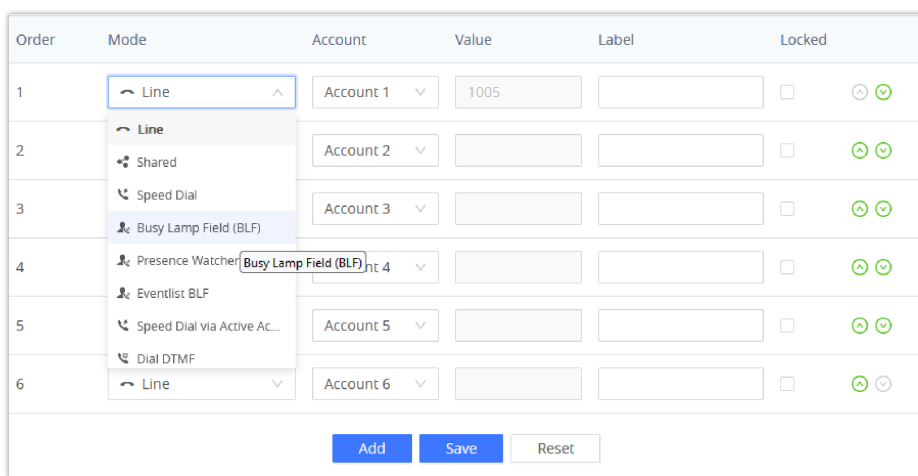 Order Mode Account Value Label Locked
1 Line Account 1 1005
Line
2 Account 2
Shared
Speed Dial
3 Account 3
Busy Lamp Field (BLF)
Presence Watcher Busy Lamp Field (BLF)
4 nt 4
Eventlist BLF
5 Speed Dial via Active Ac... Account 5
Dial DTMF
6 Line Account 6
Add Save Reset